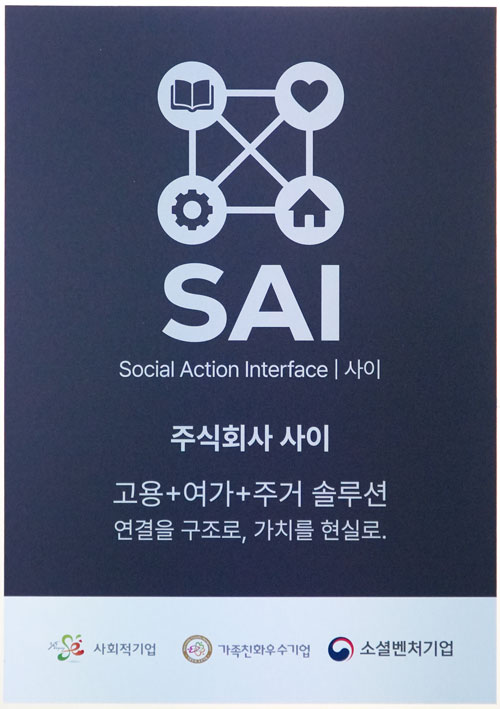 SAI
Social Action Interface | 사이
주식회사 사이
고용+여가+주거 솔루션
연결을 구조로, 가치를 현실로.
사회적기업 가족친화우수기업 소셜벤처기업